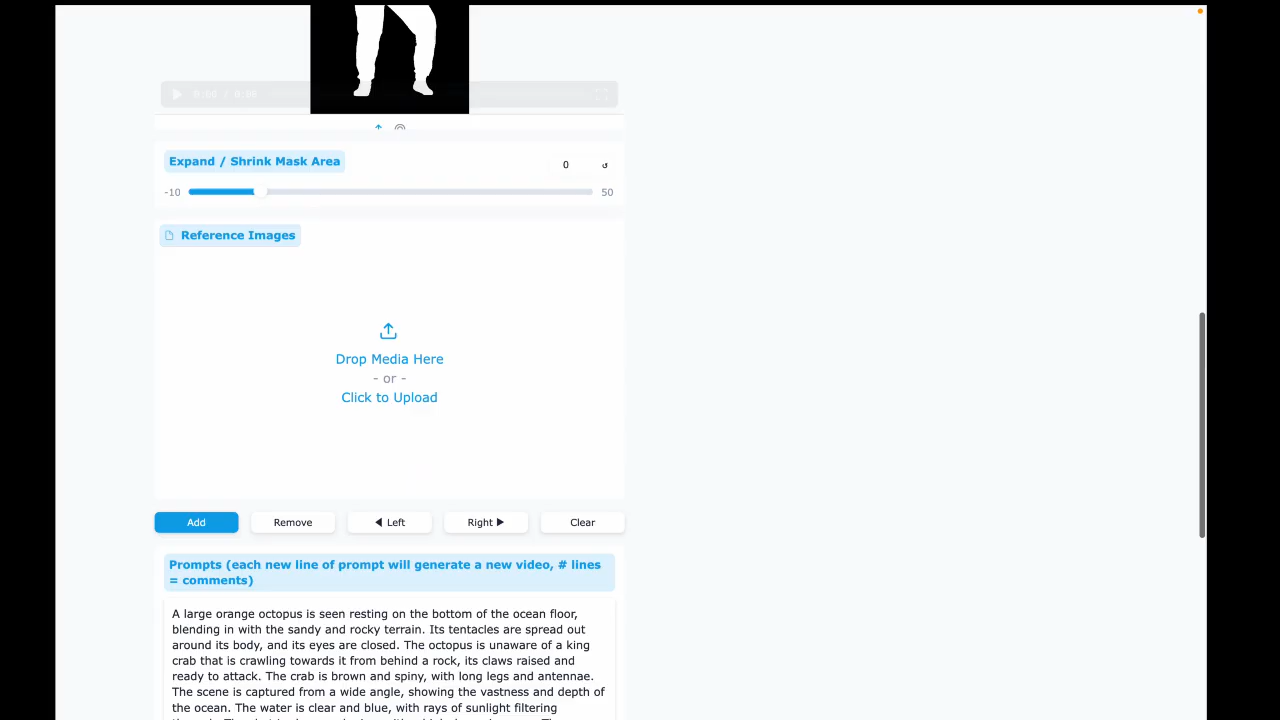 0:06 / 0:06
Expand / Shrink Mask Area
0
↺
-10
50
Reference Images
Drop Media Here
- or -
Click to Upload
Add
Remove
◀ Left
Right ▶
Clear
Prompts (each new line of prompt will generate a new video, # lines
= comments)
A large orange octopus is seen resting on the bottom of the ocean floor,
blending in with the sandy and rocky terrain. Its tentacles are spread out
around its body, and its eyes are closed. The octopus is unaware of a king
crab that is crawling towards it from behind a rock, its claws raised and
ready to attack. The crab is brown and spiny, with long legs and antennae.
The scene is captured from a wide angle, showing the vastness and depth of
the ocean. The water is clear and blue, with rays of sunlight filtering